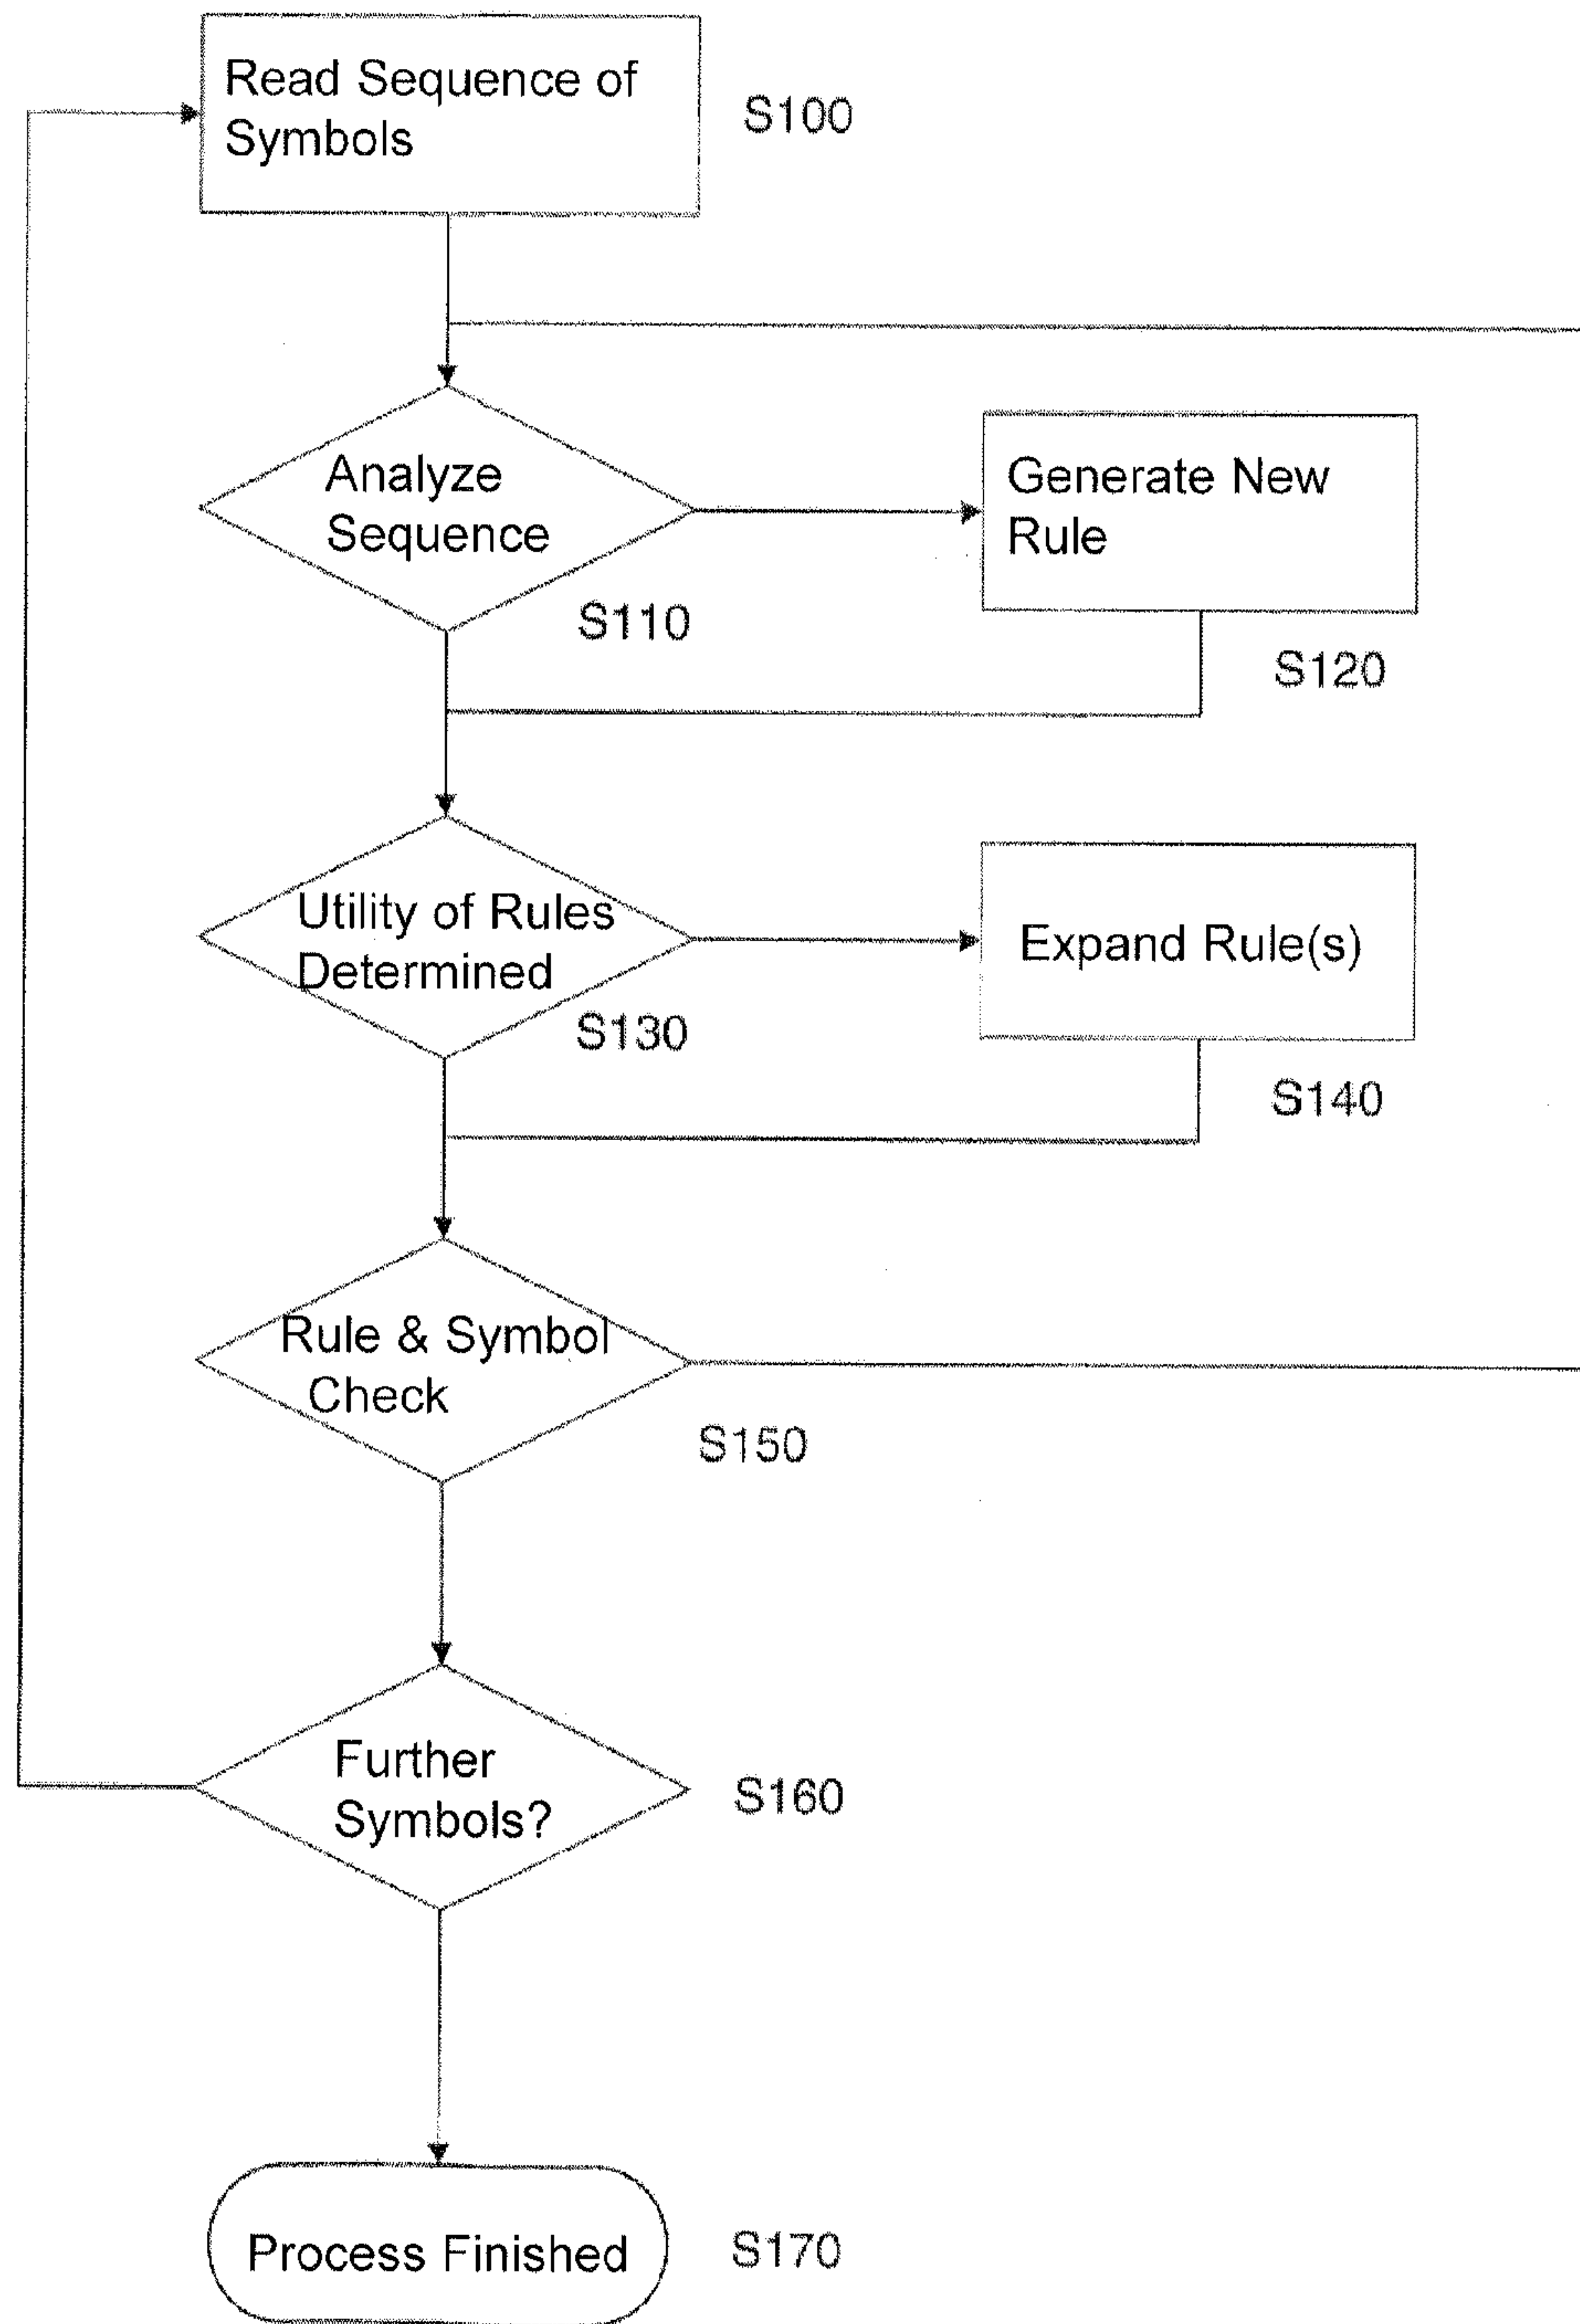 Read Sequence of
Symbols
S100
Analyze
Sequence
S110
Generate New
Rule
S120
Utility of Rules
Determined
S130
Expand Rule(s)
S140
Rule & Symbol
Check
S150
Further
Symbols?
S160
Process Finished
S170